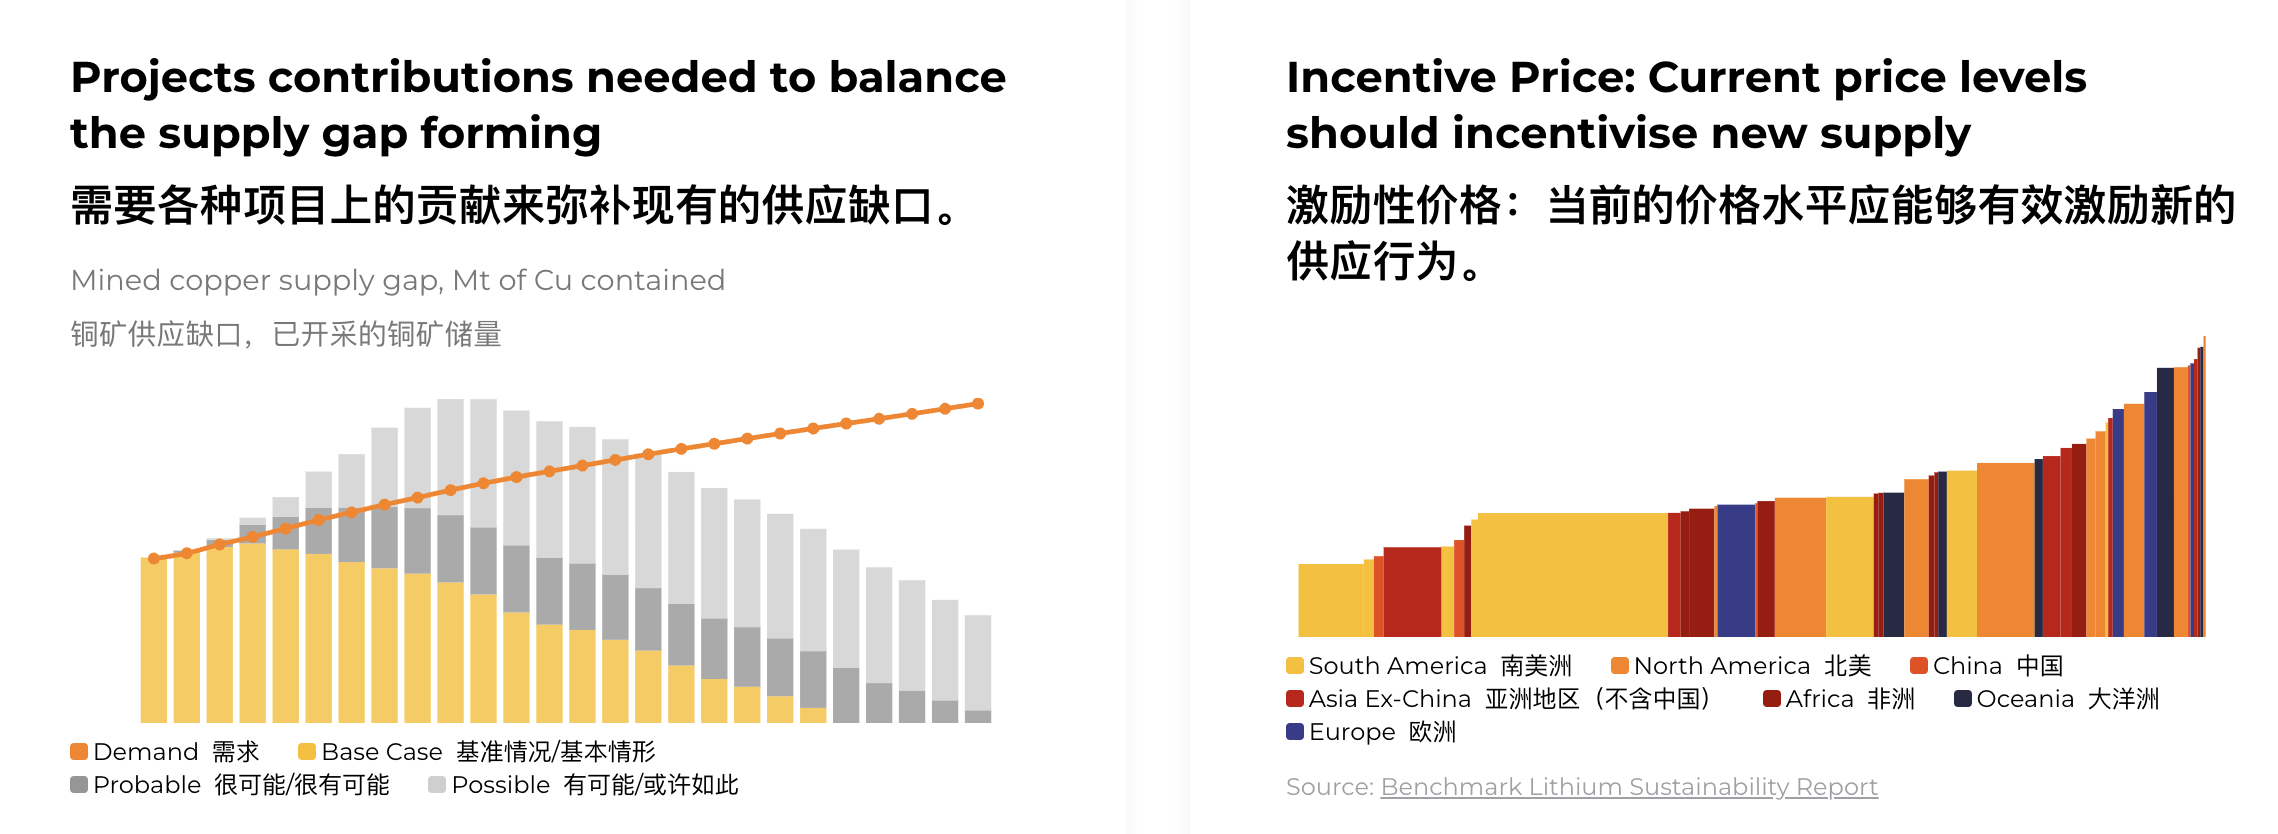 Projects contributions needed to balance
the supply gap forming
需要各种项目上的贡献来弥补现有的供应缺口。
Mined copper supply gap, Mt of Cu contained
铜矿供应缺口，已开采的铜矿储量
Demand 需求 Base Case 基准情况/基本情形
Probable 很可能/很有可能 Possible 有可能/或许如此
Incentive Price: Current price levels
should incentivise new supply
激励性价格：当前的价格水平应能够有效激励新的
供应行为。
South America 南美洲 North America 北美 China 中国
Asia Ex-China 亚洲地区（不含中国） Africa 非洲 Oceania 大洋洲
Europe 欧洲
Source: Benchmark Lithium Sustainability Report